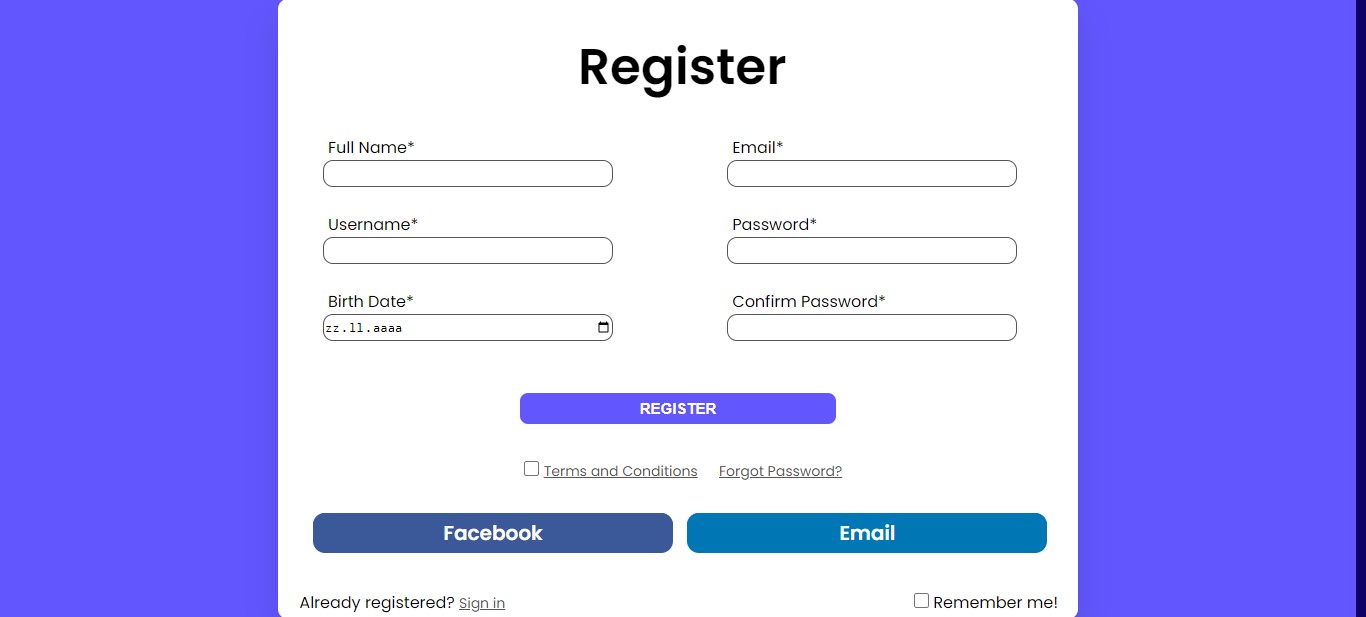 Register
Full Name*
Email*
Username*
Password*
Birth Date*
Confirm Password*
zz.ll.aaaa
REGISTER
Terms and Conditions
Forgot Password?
Facebook
Email
Already registered? Sign in
Remember me!